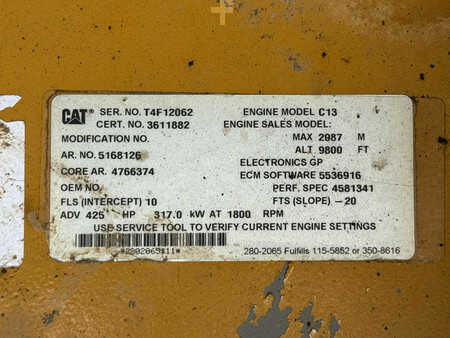 CAT SER. NO. T4F12062 ENGINE MODEL C13
CERT. NO. 3611882 ENGINE SALES MODEL:
MODIFICATION NO. MAX 2987 M
AR. NO. 5168126 ALT 9800 FT
CORE AR. 4766374 ELECTRONICS GP
OEM NO. ECM SOFTWARE 5536916
FLS (INTERCEPT) 10 PERF. SPEC 4581341
ADV 425 HP 317.0 kW AT 1800 RPM FTS (SLOPE) -20
USE SERVICE TOOL TO VERIFY CURRENT ENGINE SETTINGS
280-2065 Fulfills 115-5852 or 350-8616